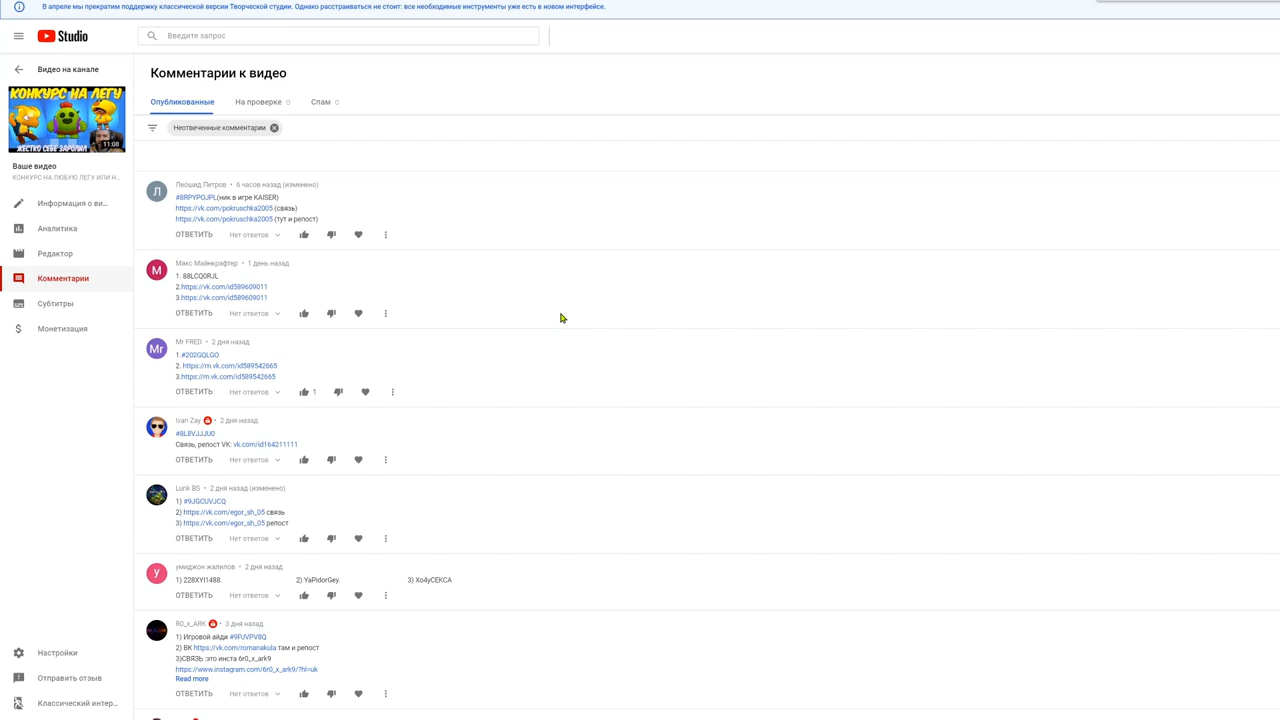 В апреле мы прекратим поддержку классической версии Творческой студии. Однако расстраиваться не стоит: все необходимые инструменты уже есть в новом интерфейсе.
Studio
Введите запрос
Видео на канале
КОНКУРС НА ЛЕГУ
ЖЕСТКО СЕБЕ ЗАРОЛИЛ
11:08
Ваше видео
КОНКУРС НА ЛЮБУЮ ЛЕГУ ИЛИ Н...
Информация о ви...
Аналитика
Редактор
Комментарии
Субтитры
Монетизация
Настройки
Отправить отзыв
Классический интер...
Комментарии к видео
Опубликованные На проверке 0 Спам 0
Неотвеченные комментарии
Л
Леошид Петров • 6 часов назад (изменено)
#8RPYPOJPL(ник в игре KAISER)
https://vk.com/pokruschka2005 (связь)
https://vk.com/pokruschka2005 (тут и репост)
ОТВЕТИТЬ Нет ответов
М
Макс Майнкрафтер • 1 день назад
1. 88LCQ0RJL
2.https://vk.com/id589609011
3.https://vk.com/id589609011
ОТВЕТИТЬ Нет ответов
Mr
Mr FRED • 2 дня назад
1.#202GQLGO
2. https://m.vk.com/id589542665
3.https://m.vk.com/id589542665
ОТВЕТИТЬ Нет ответов 1
Ivan Zay • 2 дня назад
#8L8VJJJU0
Связь, репост VK: vk.com/id164211111
ОТВЕТИТЬ Нет ответов
Lunk BS • 2 дня назад (изменено)
1) #9JGCUVJCQ
2) https://vk.com/egor_sh_05 связь
3) https://vk.com/egor_sh_05 репост
ОТВЕТИТЬ Нет ответов
У
умиджон жалилов • 2 дня назад
1) 228XYI1488. 2) YaPidorGey. 3) Xo4yCEKCA
ОТВЕТИТЬ Нет ответов
R0_x_ARK • 3 дня назад
1) Игровой айди #9PJVPV8Q
2) ВК https://vk.com/romanakula там и репост
3)СВЯЗЬ :это инста 6r0_x_ark9
https://www.instagram.com/6r0_x_ark9/?hl=uk
Read more
ОТВЕТИТЬ Нет ответов